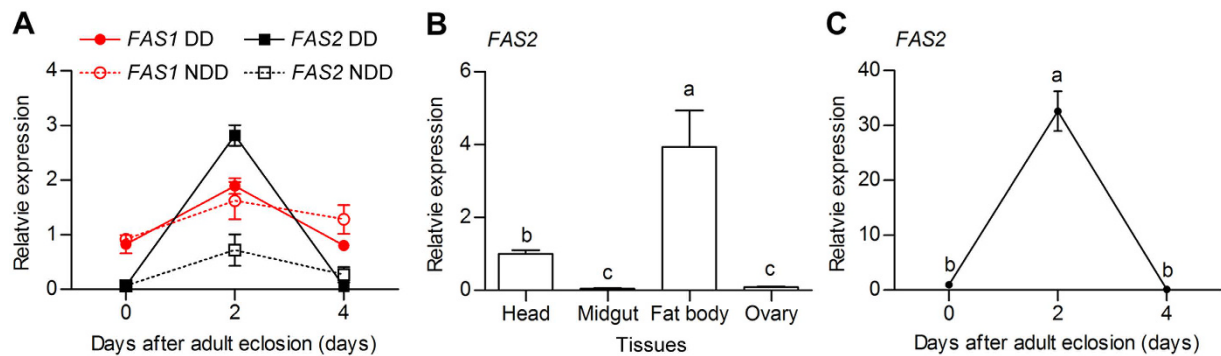 A
FAS1 DD
FAS2 DD
FAS1 NDD
FAS2 NDD
Relatvie expression
4
3
2
1
0
0
2
4
Days after adult eclosion (days)
B
FAS2
Relatvie expression
6
4
2
0
b
c
a
c
Head
Midgut
Fat body
Ovary
Tissues
C
FAS2
Relatvie expression
40
30
20
10
0
b
a
b
0
2
4
Days after adult eclosion (days)